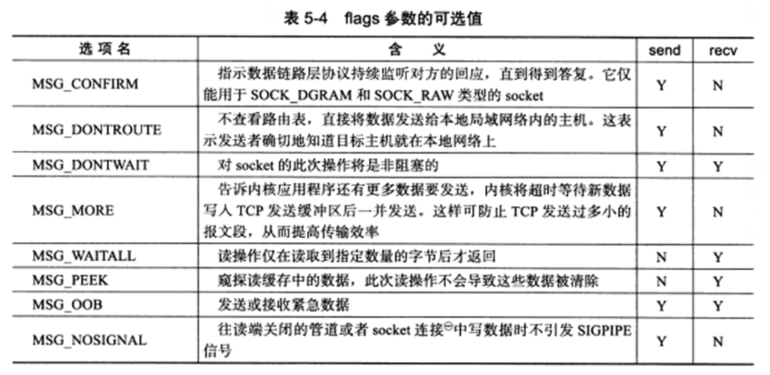 表 5-4 flags 参数的可选值
选项名 含 义 send recv
MSG_CONFIRM 指示数据链路层协议持续监听对方的回应，直到得到答复。它仅
能用于 SOCK_DGRAM 和 SOCK_RAW 类型的 socket Y N
MSG_DONTROUTE 不查看路由表，直接将数据发送给本地局域网络内的主机。这表
示发送者确切地知道目标主机就在本地网络上 Y N
MSG_DONTWAIT 对 socket 的此次操作将是非阻塞的 Y Y
告诉内核应用程序还有更多数据要发送，内核将超时等待新数据
MSG_MORE 写入 TCP 发送缓冲区后一并发送。这样可防止 TCP 发送过多小的 Y N
报文段，从而提高传输效率
MSG_WAITALL 读操作仅在读取到指定数量的字节后才返回 N Y
MSG_PEEK 窥探读缓存中的数据，此次读操作不会导致这些数据被清除 N Y
MSG_OOB 发送或接收紧急数据 Y Y
MSG_NOSIGNAL 往读端关闭的管道或者 socket 连接㊀中写数据时不引发 SIGPIPE
信号 Y N